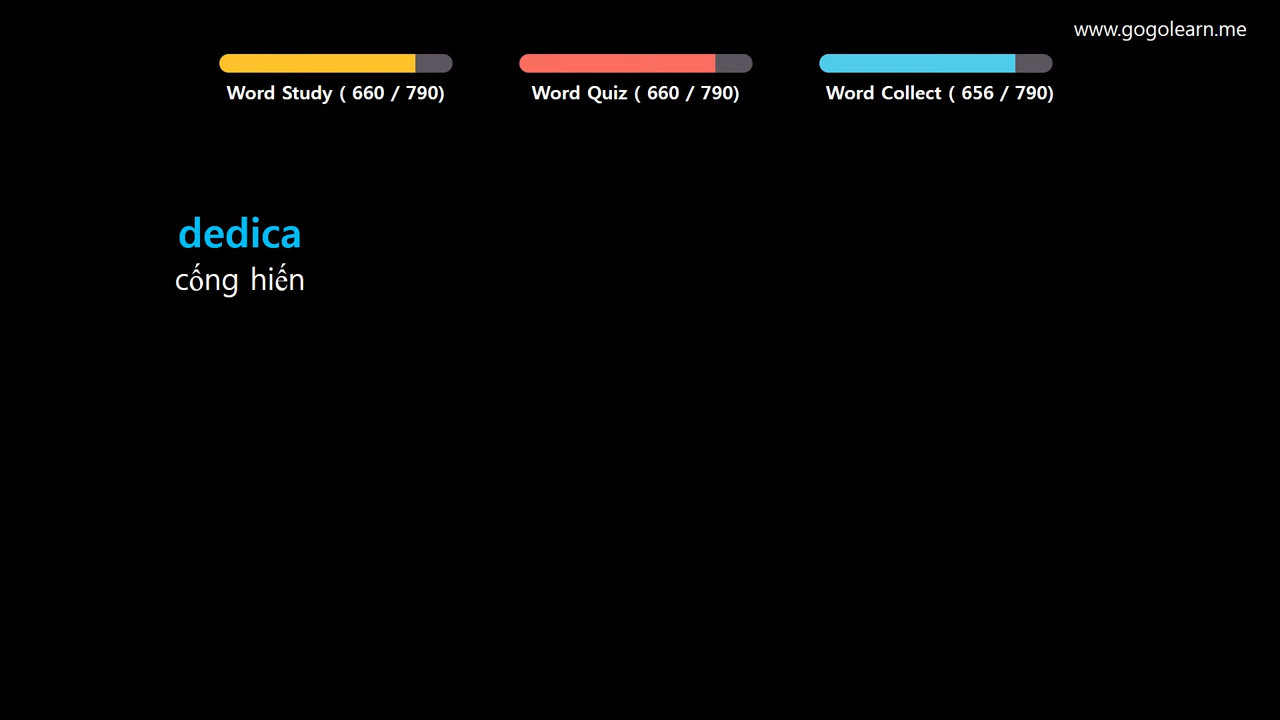 www.gogolearn.me
Word Study ( 660 / 790)
Word Quiz ( 660 / 790)
Word Collect ( 656 / 790)
dedica
cống hiến